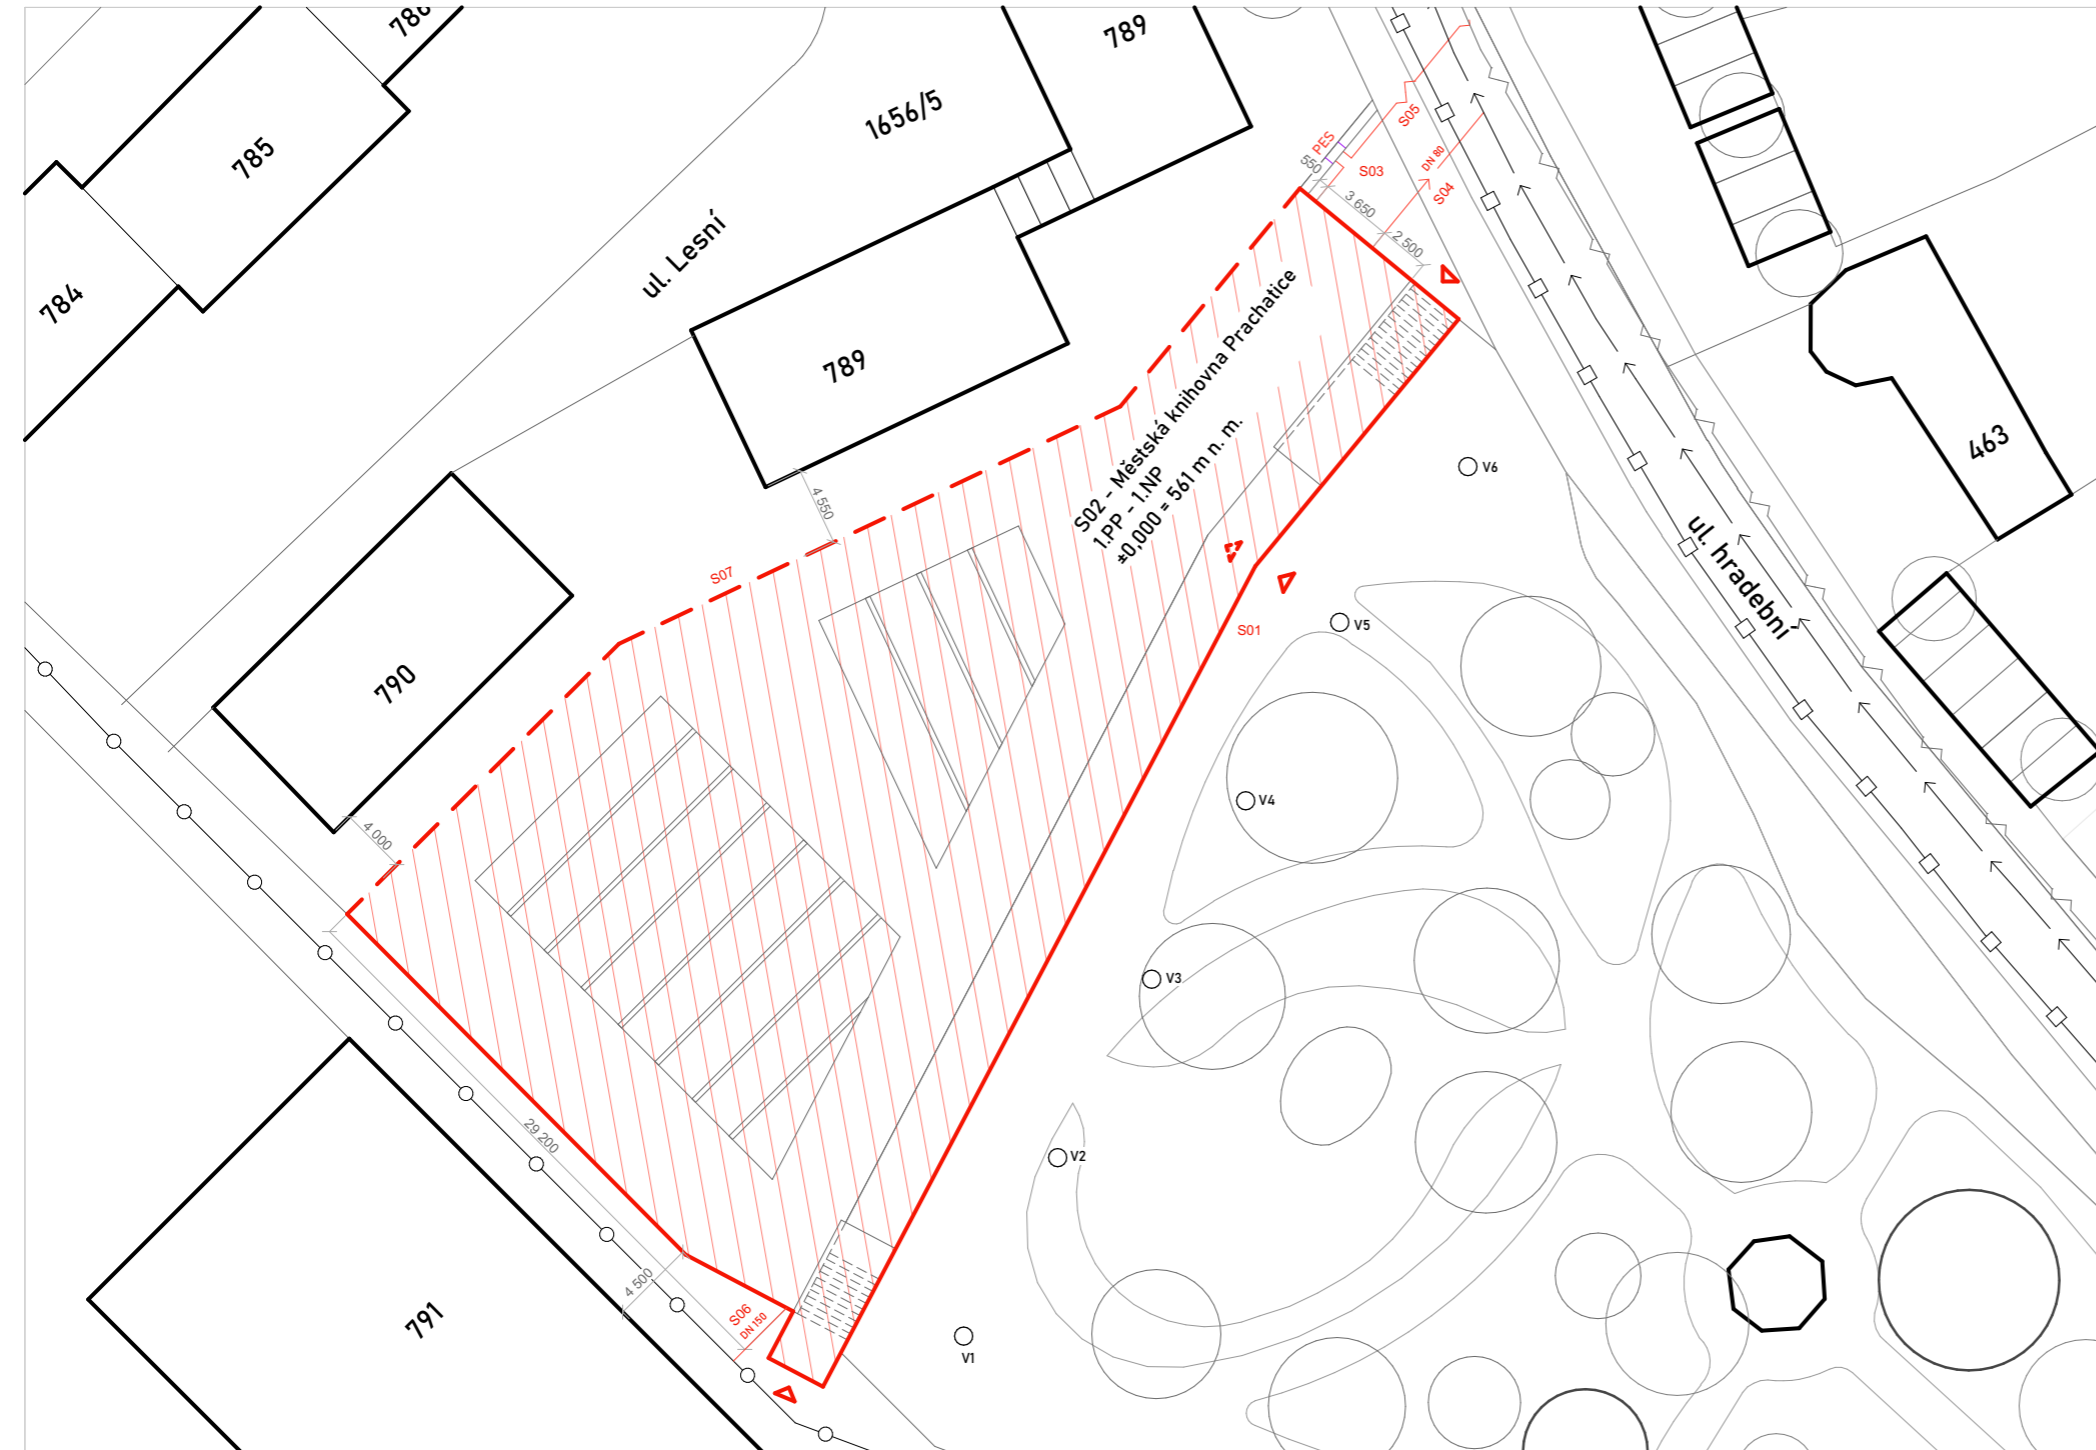 786
789
1656/5
785
784
ul. Lesní
PES
S05
550
S03
DN 80
S04
3 650
2 500
789
463
S02 - Městská knihovna Prachatice
1.PP - 1.NP
±0,000 = 561 m n. m.
V6
4 550
ul. hradební
S07
V5
S01
790
V4
4 000
V3
29 200
V2
4 500
S06
DN 150
791
V1